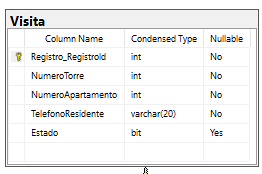 Visita
Column Name Condensed Type Nullable
Registro_RegistroId int No
NumeroTorre int No
NumeroApartamento int No
TelefonoResidente varchar(20) No
Estado bit Yes